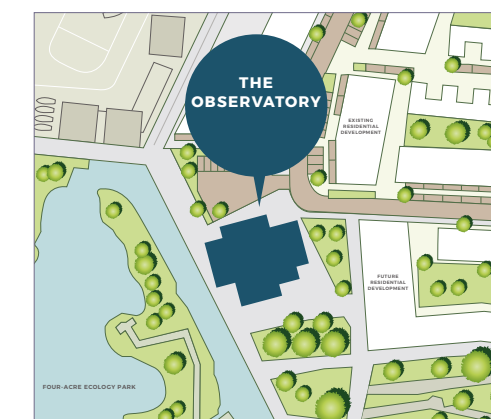 THE
OBSERVATORY
EXISTING
RESIDENTIAL
DEVELOPMENT
FUTURE
RESIDENTIAL
DEVELOPMENT
FOUR-ACRE ECOLOGY PARK